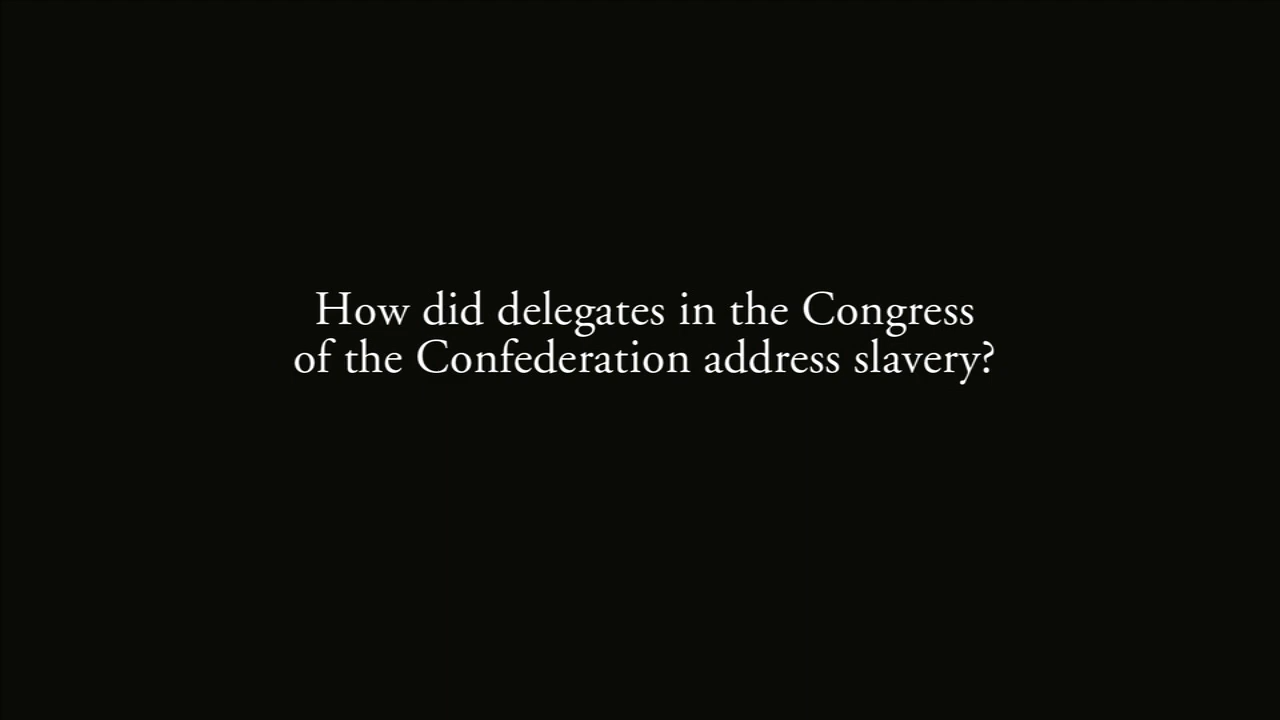 How did delegates in the Congress
of the Confederation address slavery?